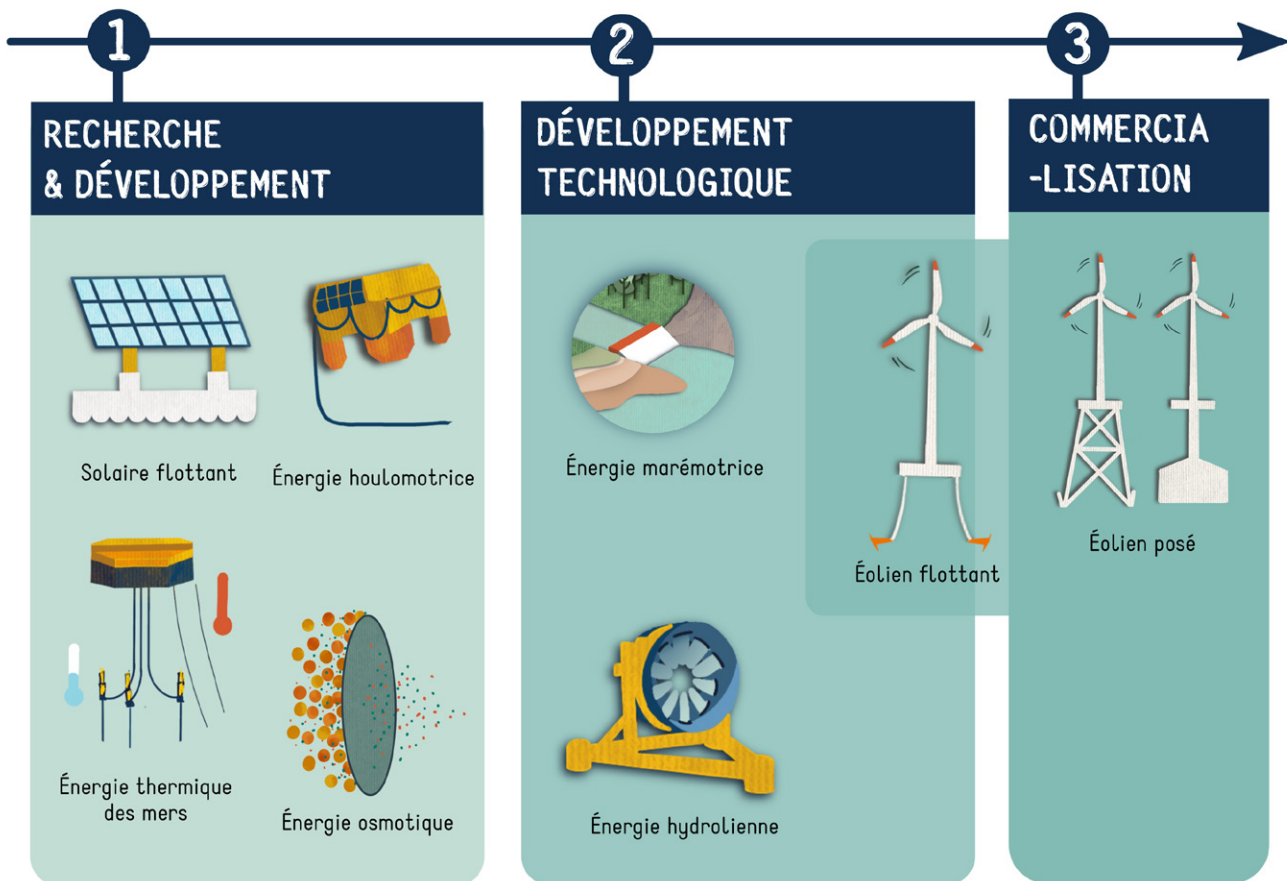 1
2
3
RECHERCHE
& DÉVELOPPEMENT
DÉVELOPPEMENT
TECHNOLOGIQUE
COMMERCIA
-LISATION
Solaire flottant
Énergie houlomotrice
Énergie thermique
des mers
Énergie osmotique
Énergie marémotrice
Éolien flottant
Énergie hydrolienne
Éolien posé